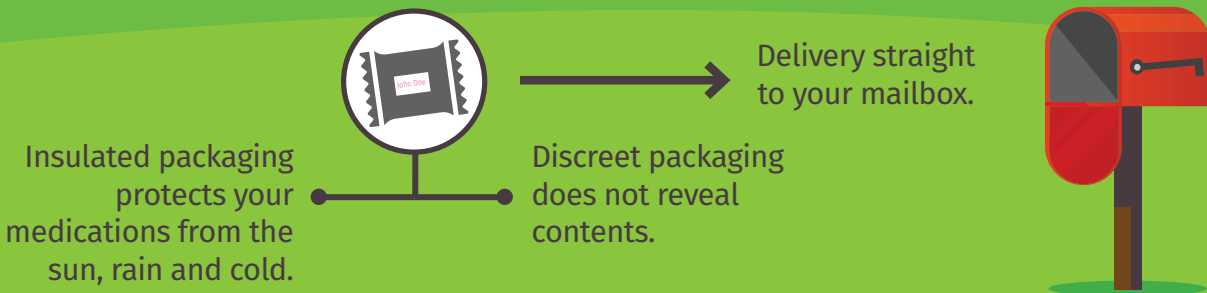 John Doe
Delivery straight
to your mailbox.
Insulated packaging
protects your
medications from the
sun, rain and cold.
Discreet packaging
does not reveal
contents.